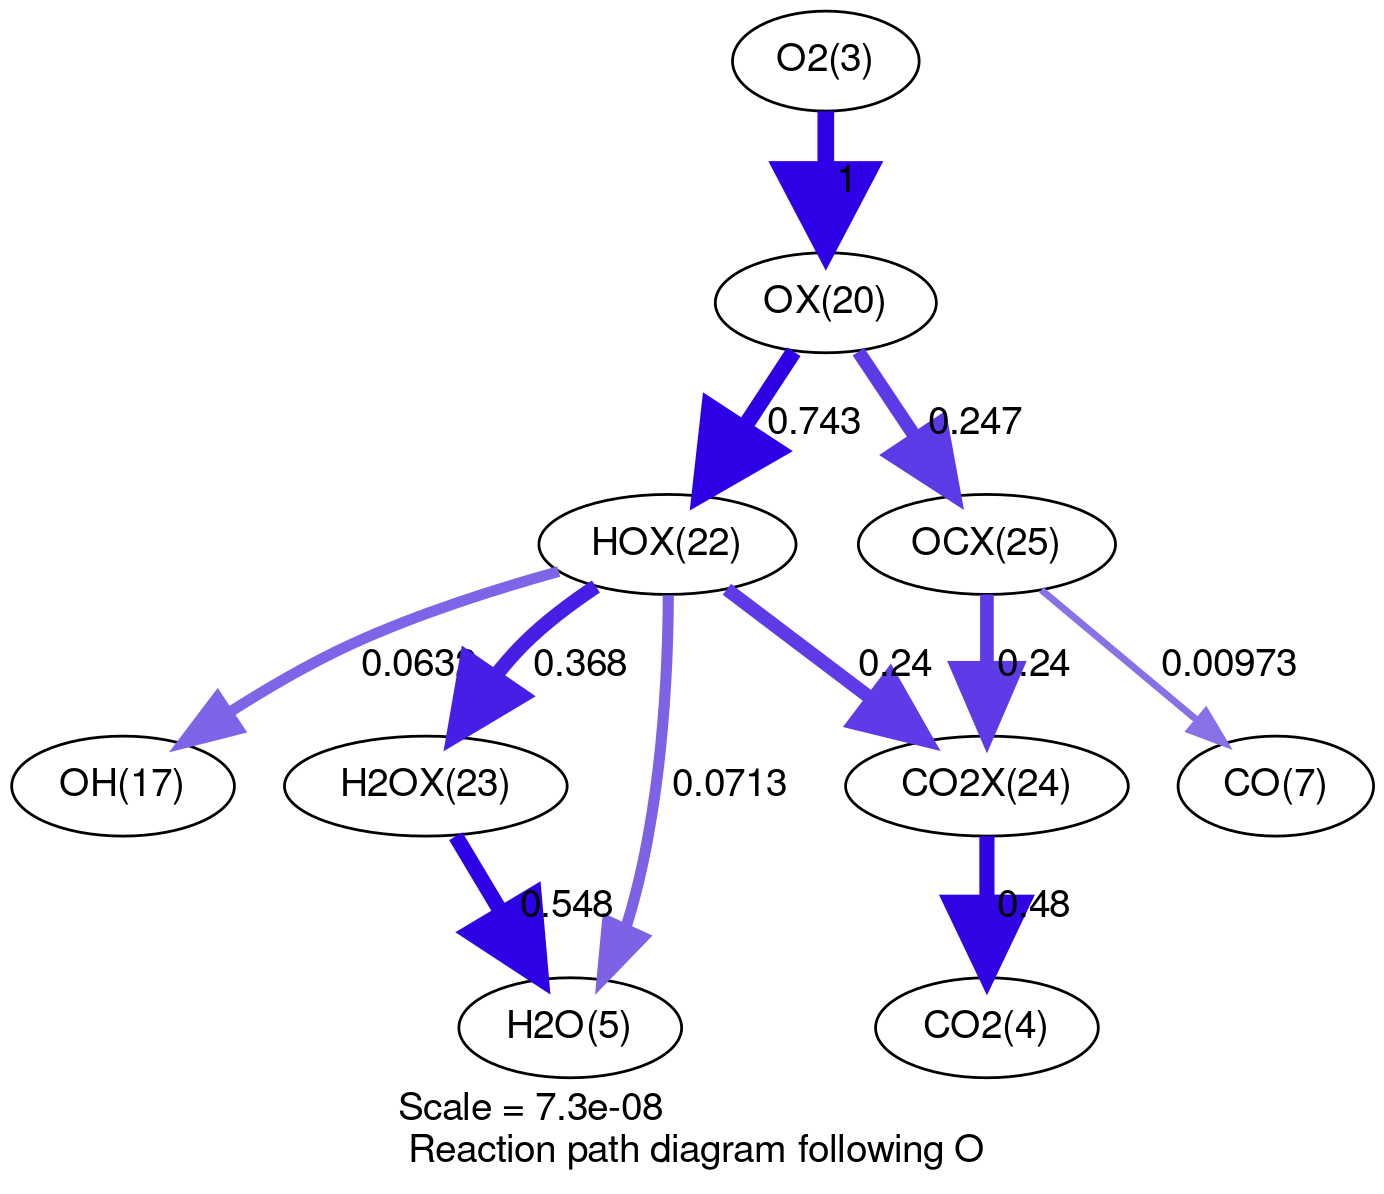 O2(3)
1
OX(20)
0.743
0.247
HOX(22)
OCX(25)
0.368
0.24
0.24
0.00973
OH(17)
H2OX(23)
0.0713
CO2X(24)
CO(7)
0.548
0.48
H2O(5)
CO2(4)
Scale = 7.3e-08
Reaction path diagram following O